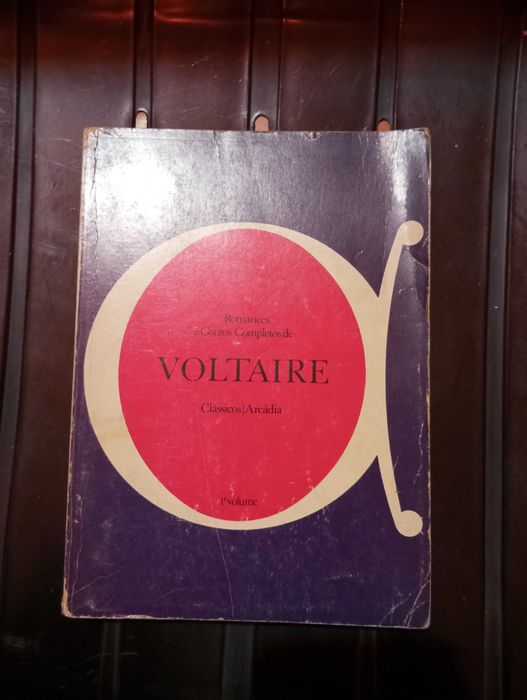 Romances
e Contos Completos de
VOLTAIRE
Clássicos|Arcádia
1º volume